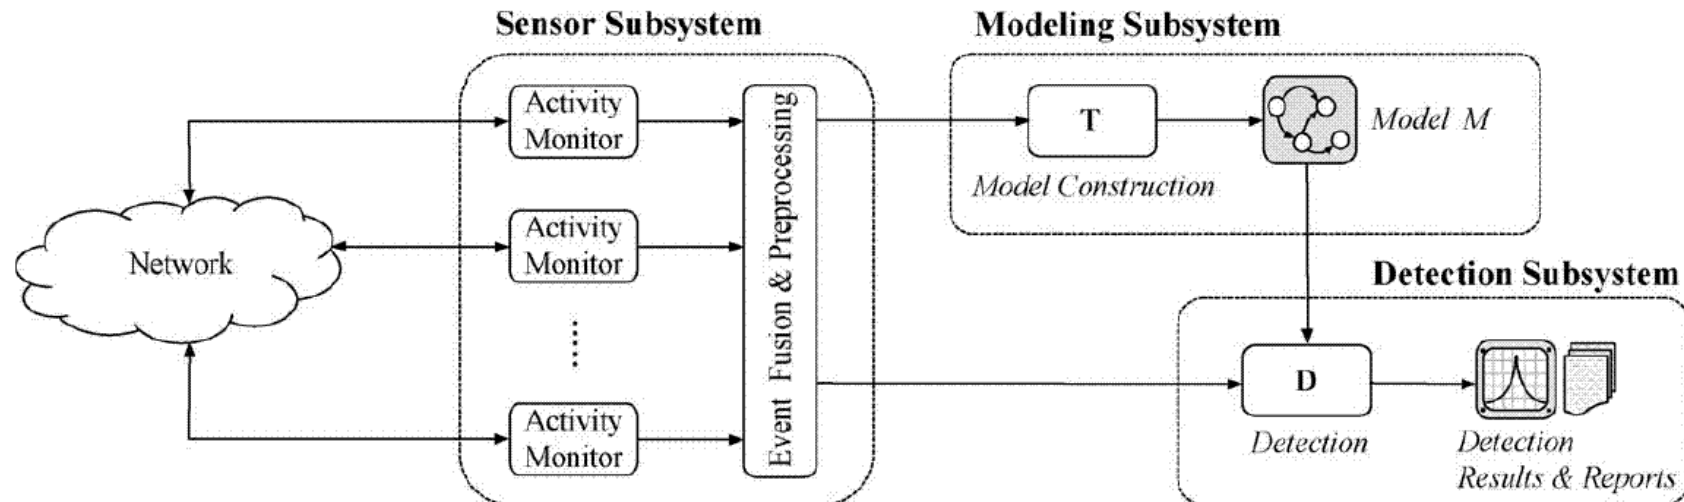 Sensor Subsystem
Modeling Subsystem
Activity
Monitor
T
Model M
Model Construction
Activity
Monitor
Network
Event Fusion & Preprocessing
Detection Subsystem
D
Activity
Monitor
Detection
Detection
Results & Reports